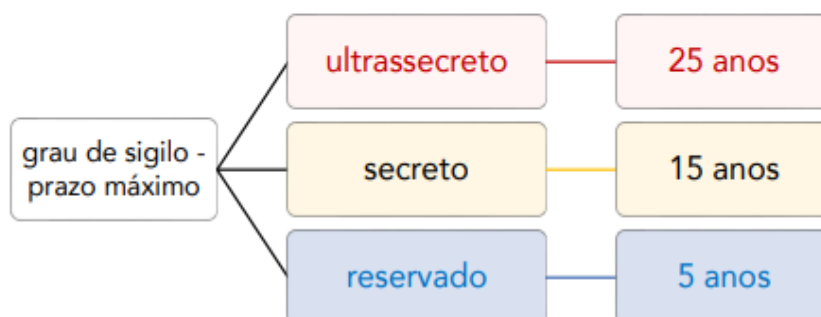 grau de sigilo -
prazo máximo
ultrassecreto
25 anos
secreto
15 anos
reservado
5 anos